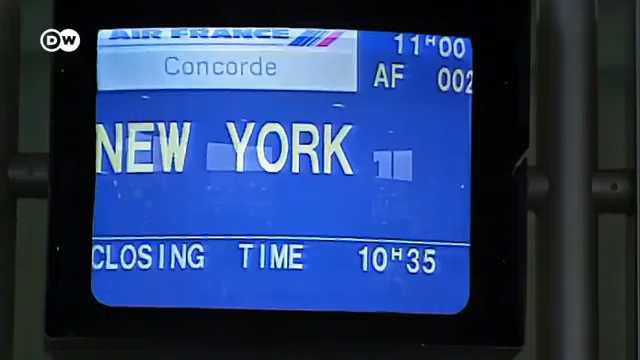 DW
AIR FRANCE
11H00
Concorde
AF 002
NEW YORK
CLOSING TIME 10H35